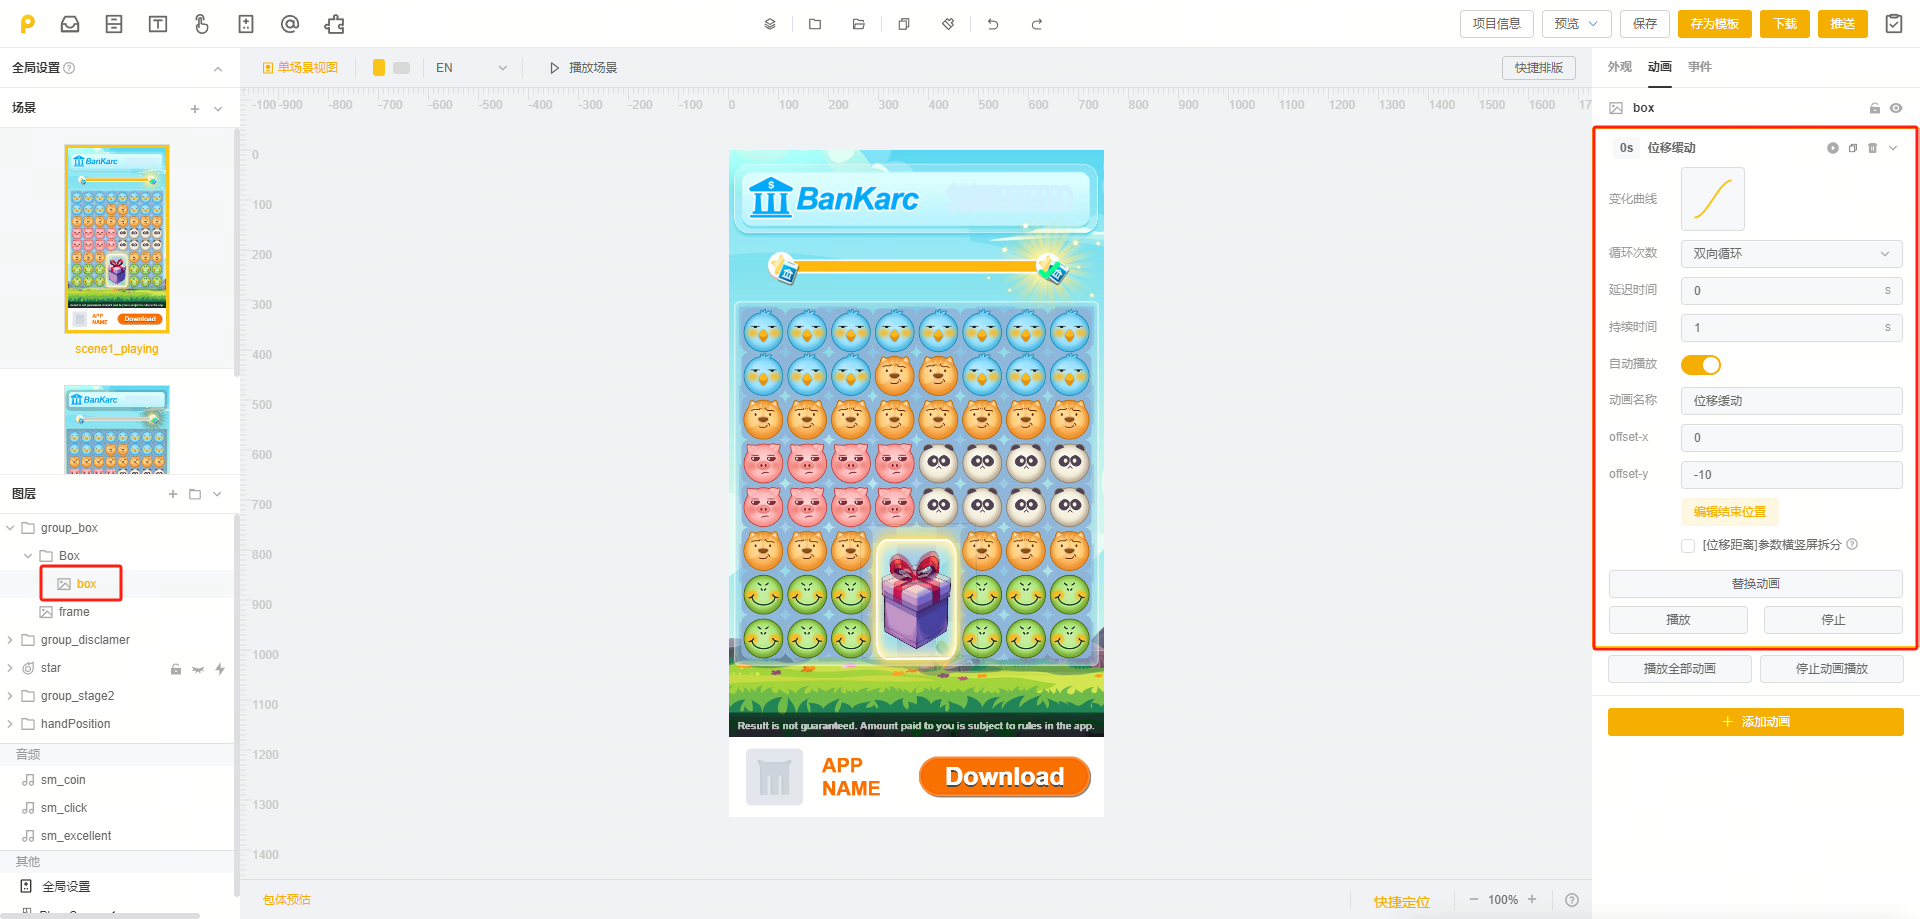 项目信息
预览
保存
存为模板
下载
推送
全局设置
单场景视图
EN
播放场景
快捷排版
外观 动画 事件
场景
-100 -900 -800 -700 -600 -500 -400 -300 -200 -100 0 100 200 300 400 500 600 700 800 900 1000 1100 1200 1300 1400 1500 1600 17
box
BanKarc
Download
APP
NAME
scene1_playing
BanKarc
图层
group_box
Box
box
frame
group_disclamer
star
group_stage2
handPosition
音频
sm_coin
sm_click
sm_excellent
其他
全局设置
0
100
200
300
400
500
600
700
800
900
1000
1100
1200
1300
1400
BanKarc
Result is not guaranteed. Amount paid to you is subject to rules in the app.
APP
NAME
Download
包体预估
快捷定位
100%
0s 位移缓动
变化曲线
循环次数 双向循环
延迟时间 0 s
持续时间 1 s
自动播放
动画名称 位移缓动
offset-x 0
offset-y -10
编辑结束位置
[位移距离]参数横竖屏拆分
替换动画
播放 停止
播放全部动画 停止动画播放
添加动画